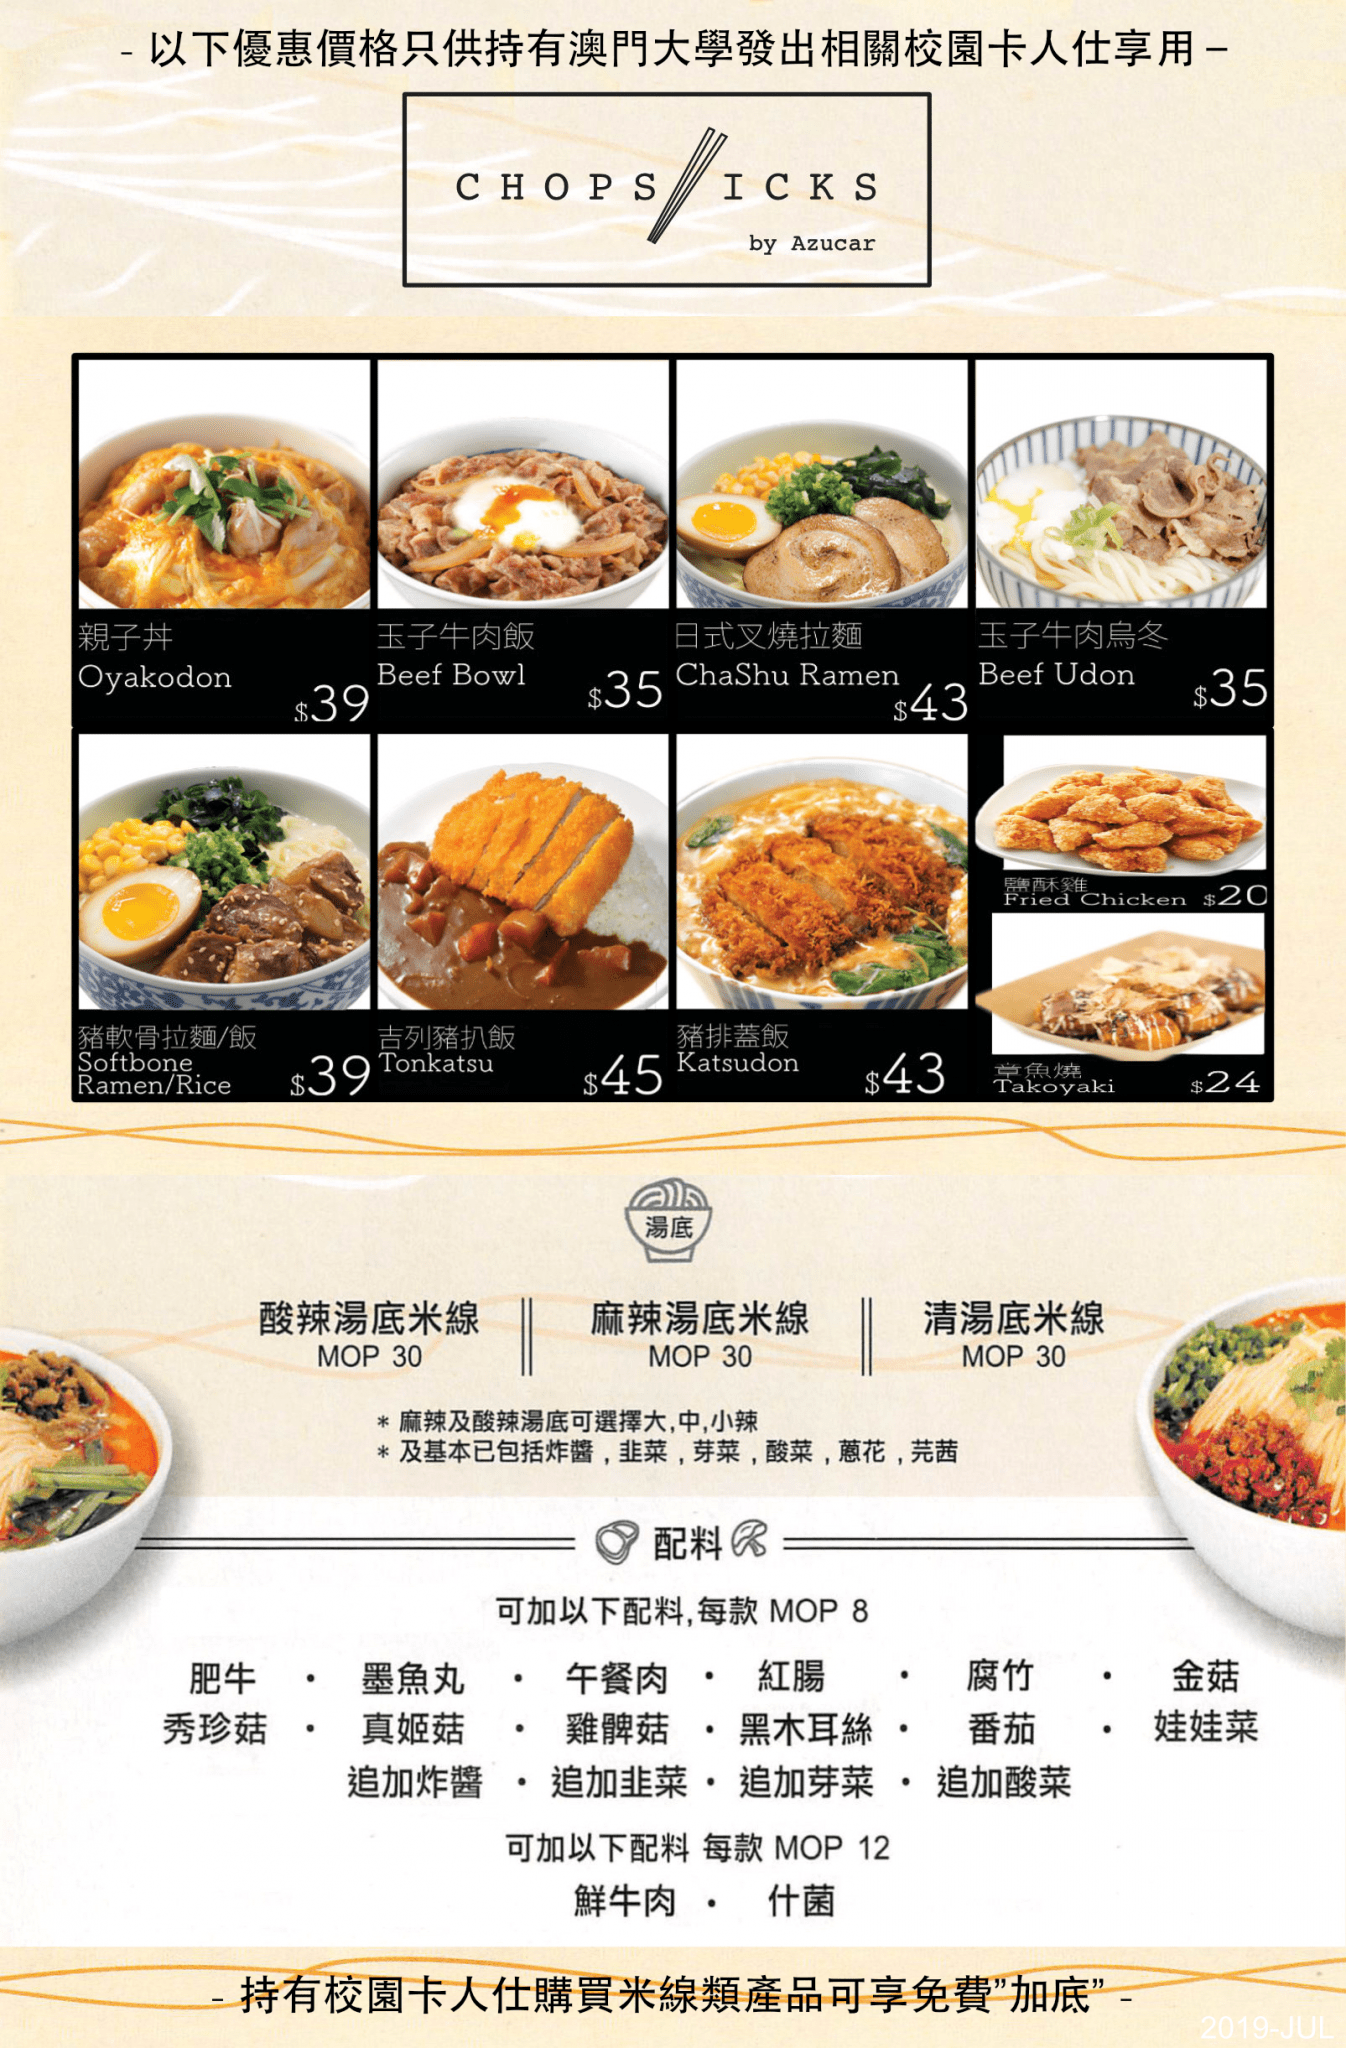 - 以下優惠價格只供持有澳門大學發出相關校園卡人仕享用 –
CHOPS ICKS
by Azucar
親子丼
Oyakodon
$39
玉子牛肉飯
Beef Bowl
$35
日式叉燒拉麵
ChaShu Ramen
$43
玉子牛肉烏冬
Beef Udon
$35
豬軟骨拉麵/飯
Softbone
Ramen/Rice
$39
吉列豬扒飯
Tonkatsu
$45
豬排蓋飯
Katsudon
$43
鹽酥雞
Fried Chicken $20
章魚燒
Takoyaki $24
湯底
酸辣湯底米線
MOP 30
麻辣湯底米線
MOP 30
清湯底米線
MOP 30
* 麻辣及酸辣湯底可選擇大,中,小辣
* 及基本已包括炸醬 , 韭菜 , 芽菜 , 酸菜 , 蔥花 , 芫茜
配料
可加以下配料,每款 MOP 8
肥牛 · 墨魚丸 · 午餐肉 · 紅腸 · 腐竹 · 金菇
秀珍菇 · 真姬菇 · 雞髀菇 · 黑木耳絲 · 番茄 · 娃娃菜
追加炸醬 · 追加韭菜 · 追加芽菜 · 追加酸菜
可加以下配料 每款 MOP 12
鮮牛肉 · 什菌
- 持有校園卡人仕購買米線類產品可享免費”加底” -
2019-JUL